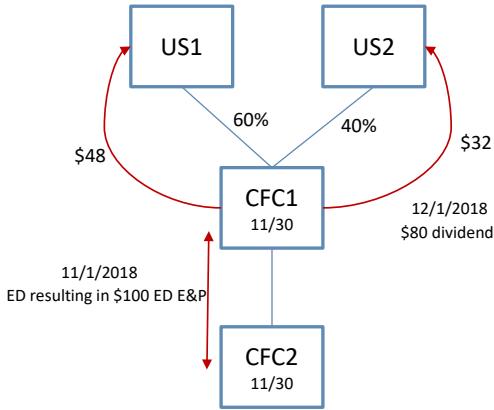 US1
US2
60%
40%
$48
$32
CFC1
11/30
12/1/2018
$80 dividend
11/1/2018
ED resulting in $100 ED E&P
CFC2
11/30